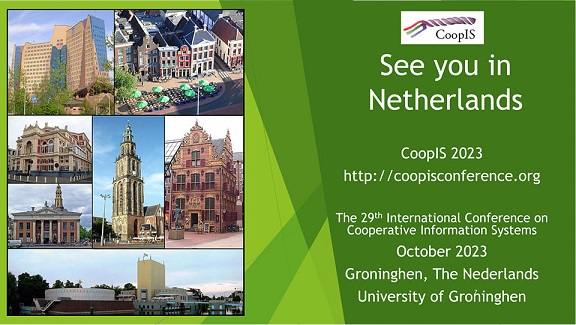 CoopIS
See you in
Netherlands
CoopIS 2023
http://coopisconference.org
The 29th International Conference on
Cooperative Information Systems
October 2023
Groninghen, The Nederlands
University of Groninghen